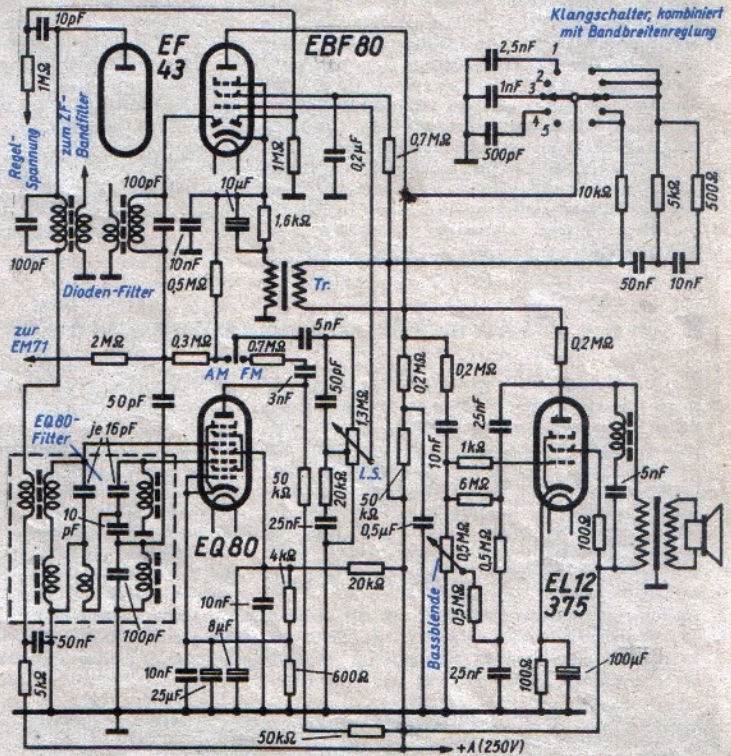 Klangschalter, kombiniert
mit Bandbreitenreglung
10pF
EF
43
EBF 80
2,5nF
1
2
1nF
3
4
5
500pF
1MΩ
Regel-
Spannung
zum ZF-
Bandfilter
1MΩ
0,2µF
0,7MΩ
10kΩ
5kΩ
500Ω
100pF
10µF
1,6kΩ
100pF
10nF
0,5MΩ
Dioden-Filter
Tr.
50nF
10nF
zur
EM71
2MΩ
0,3MΩ
AM
FM
0,7MΩ
5nF
3nF
50pF
1,3MΩ
L.S.
0,2MΩ
0,2MΩ
0,2MΩ
50pF
EQ80-
Filter
je 16pF
10
pF
100pF
EQ80
50
kΩ
25nF
20kΩ
50
kΩ
0,5µF
10nF
25nF
1kΩ
6MΩ
0,5MΩ
0,5MΩ
0,5MΩ
Bassblende
EL12
375
100Ω
5nF
4kΩ
20kΩ
10nF
8µF
50nF
5kΩ
10nF
25µF
600Ω
2,5nF
100Ω
100µF
50kΩ
+A(250V)